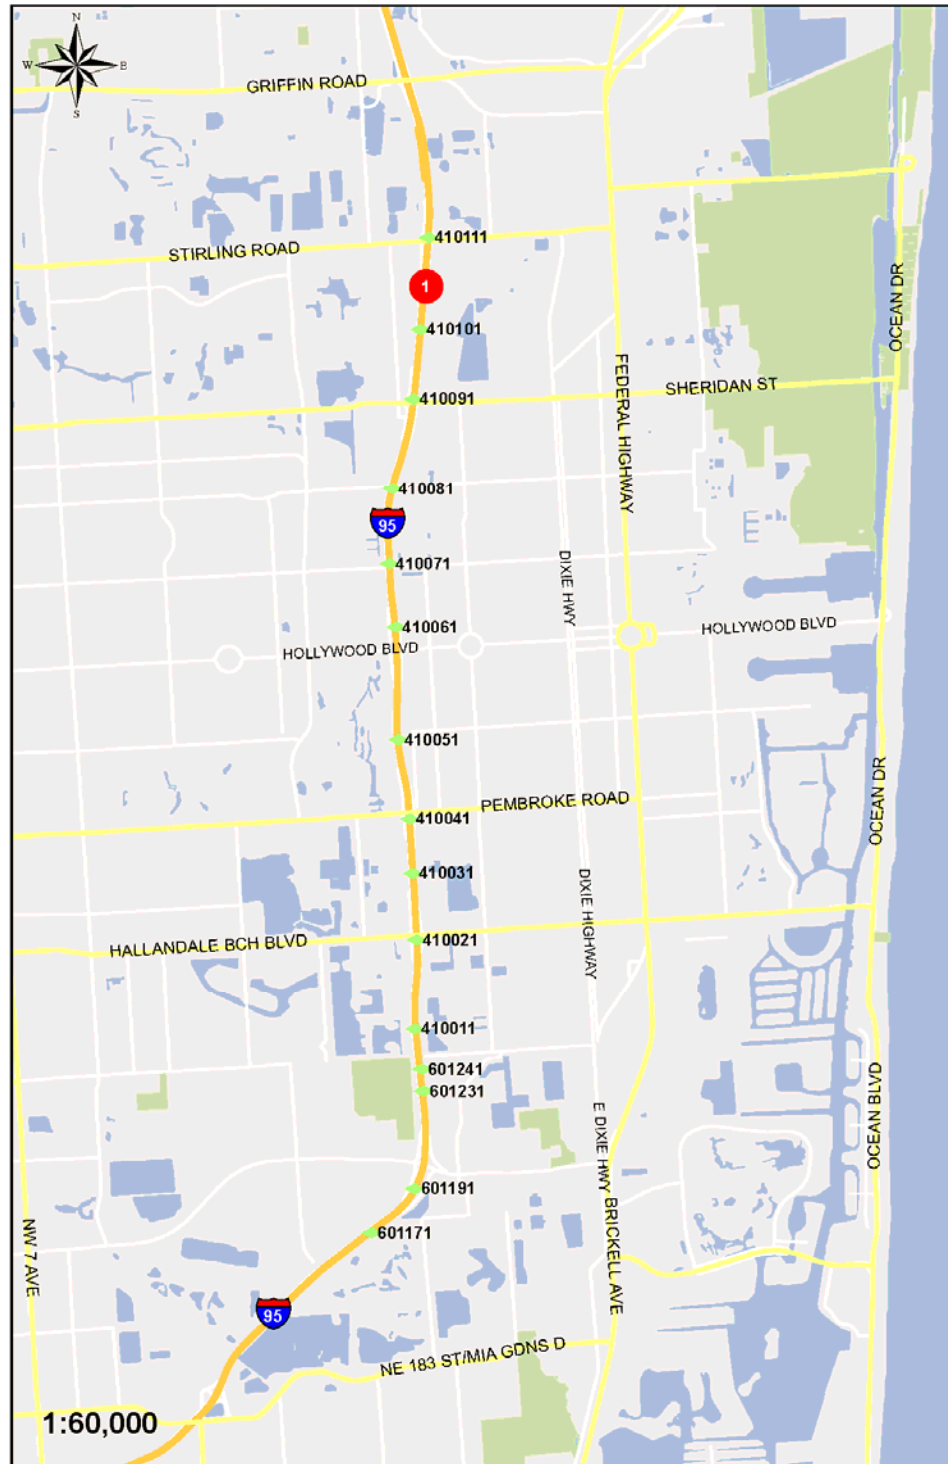 N
W E
S
GRIFFIN ROAD
410111
STIRLING ROAD
OCEAN DR
1
410101
FEDERAL HIGHWAY
SHERIDAN ST
410091
410081
95
DIXIE HWY
410071
410061
HOLLYWOOD BLVD
HOLLYWOOD BLVD
410051
OCEAN DR
PEMBROKE ROAD
410041
410031
DIXIE HIGHWAY
410021
HALLANDALE BCH BLVD
410011
OCEAN BLVD
601241
601231
E DIXIE HWY
601191
BRICKELL AVE
NW 7 AVE
601171
95
NE 183 ST/MIA GDNS D
1:60,000